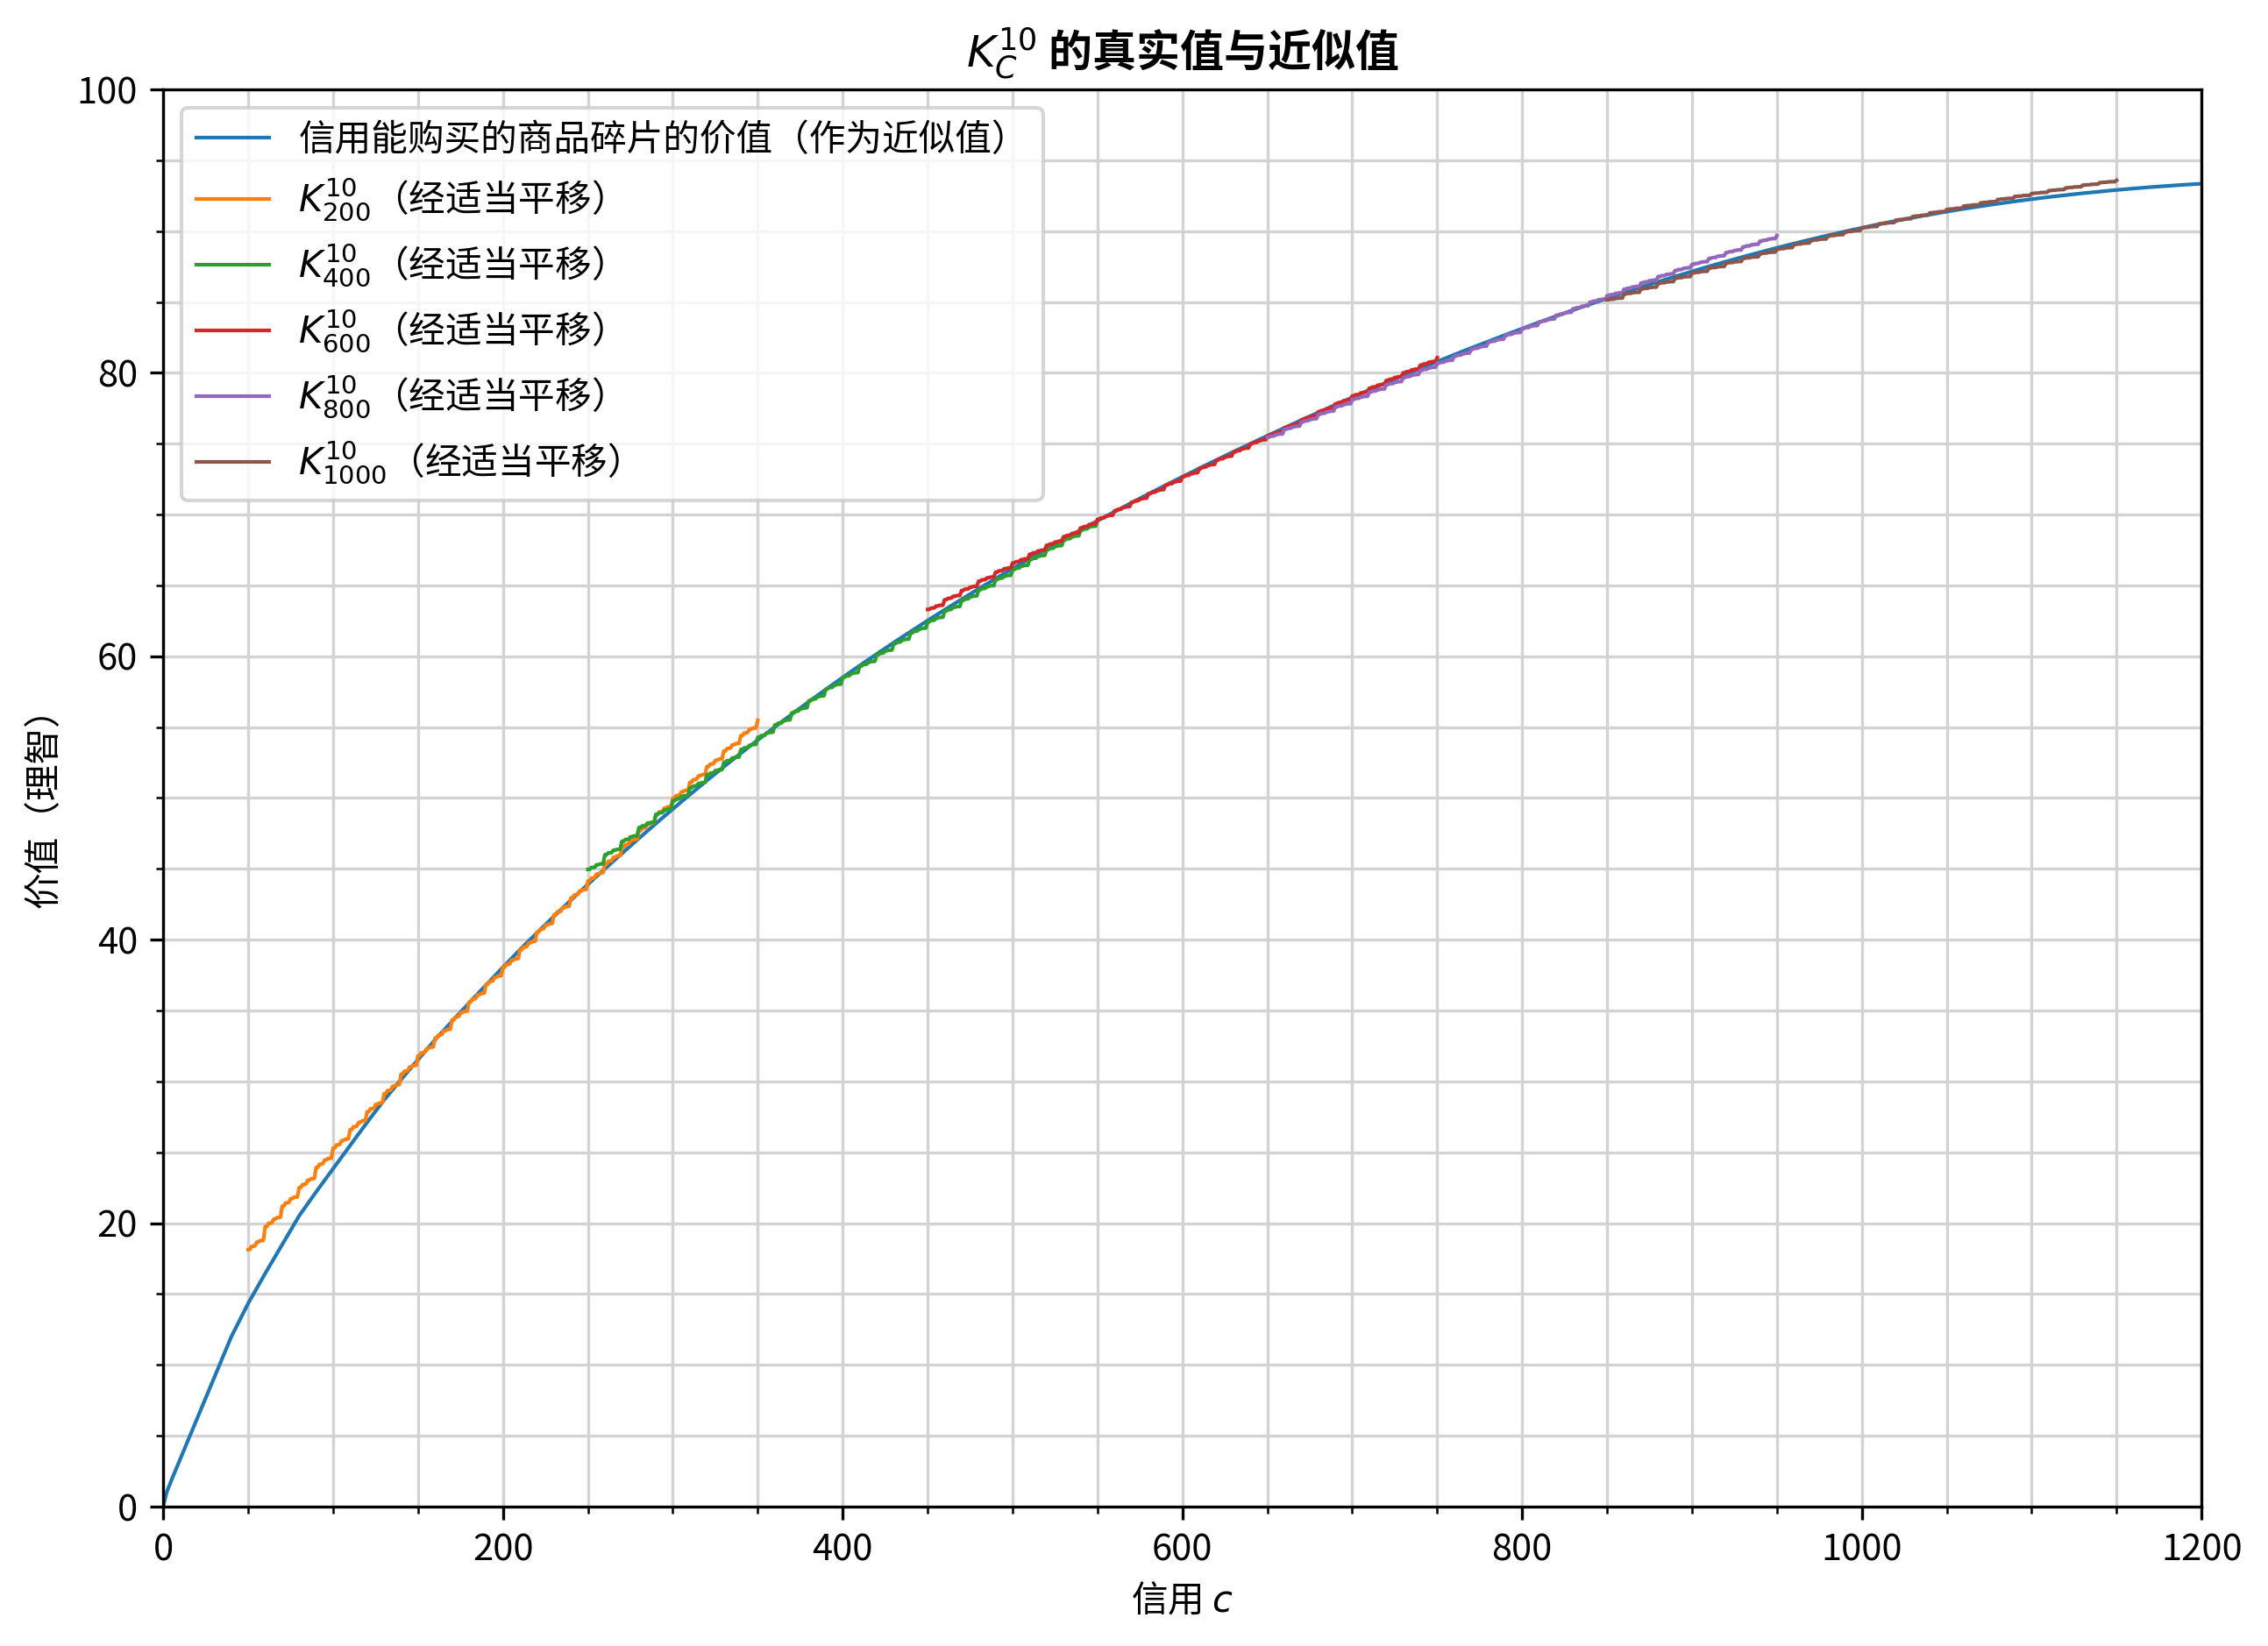 K_C^10 的真实值与近似值
100
80
60
40
20
0
信用能购买的商品碎片的价值（作为近似值）
K_200^10（经适当平移）
K_400^10（经适当平移）
K_600^10（经适当平移）
K_800^10（经适当平移）
K_1000^10（经适当平移）
价值（理智）
0 200 400 600 800 1000 1200
信用 c